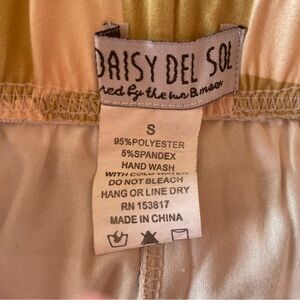 DAISY DEL SOL
by the sun & moon
S
95%POLYESTER
5%SPANDEX
HAND WASH
WITH COLD WATER
DO NOT BLEACH
HANG OR LINE DRY
RN 153817
MADE IN CHINA